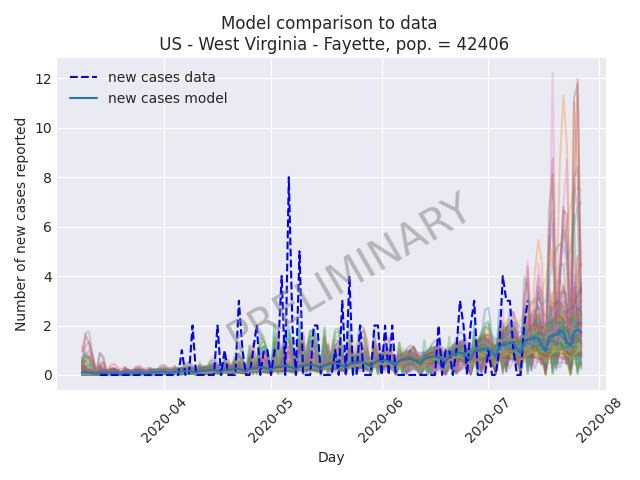 Model comparison to data
US - West Virginia - Fayette, pop. = 42406
new cases data
new cases model
Number of new cases reported
12
10
8
6
4
2
0
PRELIMINARY
2020-04
2020-05
2020-06
2020-07
2020-08
Day